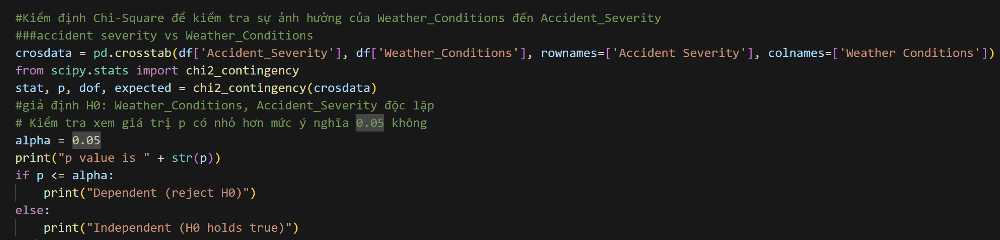 #Kiểm định Chi-Square để kiểm tra sự ảnh hưởng của Weather_Conditions đến Accident_Severity
###accident severity vs Weather_Conditions
crosdata = pd.crosstab(df['Accident_Severity'], df['Weather_Conditions'], rownames=['Accident Severity'], colnames=['Weather Conditions'])
from scipy.stats import chi2_contingency
stat, p, dof, expected = chi2_contingency(crosdata)
#giả định H0: Weather_Conditions, Accident_Severity độc lập
# Kiểm tra xem giá trị p có nhỏ hơn mức ý nghĩa 0.05 không
alpha = 0.05
print("p value is " + str(p))
if p <= alpha:
    print("Dependent (reject H0)")
else:
    print("Independent (H0 holds true)")